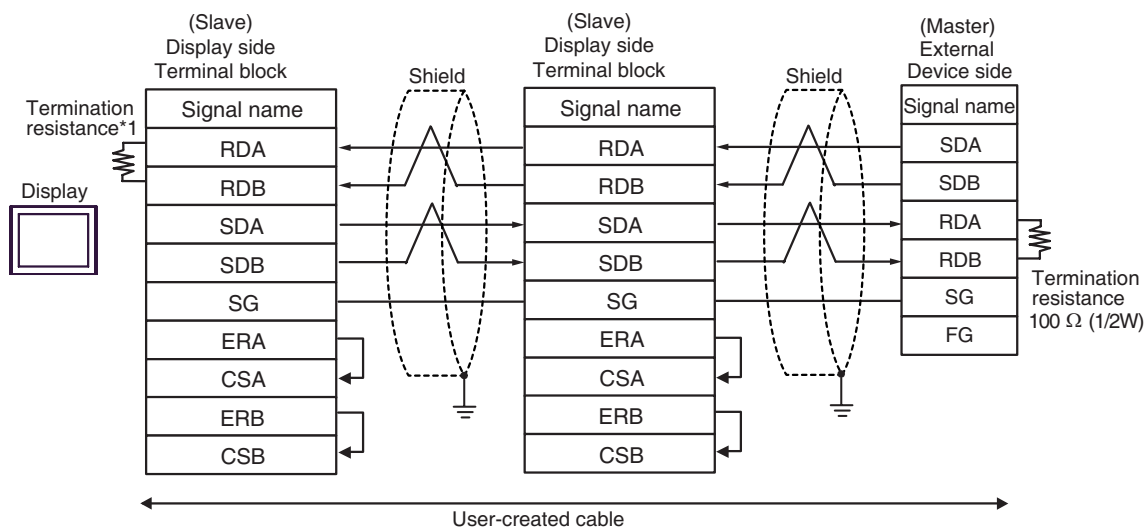 (Slave)
Display side
Terminal block
(Slave)
Display side
Terminal block
(Master)
External
Device side
Termination
resistance*1
Display
Shield
Shield
Signal name
RDA
RDB
SDA
SDB
SG
ERA
CSA
ERB
CSB
Signal name
RDA
RDB
SDA
SDB
SG
ERA
CSA
ERB
CSB
Signal name
SDA
SDB
RDA
RDB
SG
FG
Termination
resistance
100 Ω (1/2W)
User-created cable